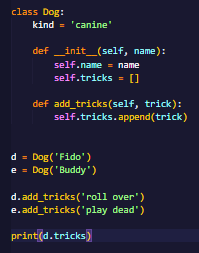 class Dog:
    kind = 'canine'

    def __init__(self, name):
        self.name = name
        self.tricks = []

    def add_tricks(self, trick):
        self.tricks.append(trick)


d = Dog('Fido')
e = Dog('Buddy')

d.add_tricks('roll over')
e.add_tricks('play dead')

print(d.tricks)